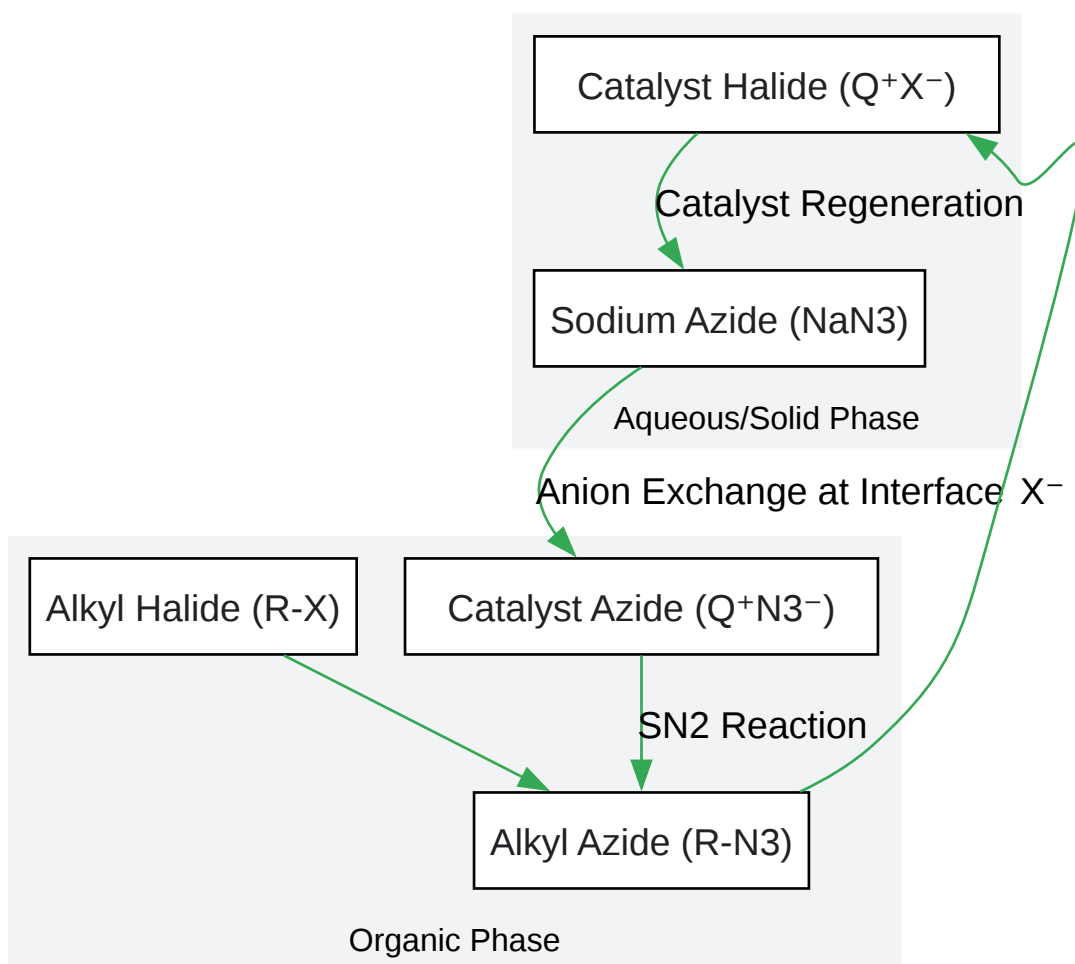 Catalyst Halide (Q⁺X⁻)
Catalyst Regeneration
Sodium Azide (NaN3)
Aqueous/Solid Phase
Anion Exchange at Interface
X⁻
Alkyl Halide (R-X)
Catalyst Azide (Q⁺N3⁻)
SN2 Reaction
Alkyl Azide (R-N3)
Organic Phase